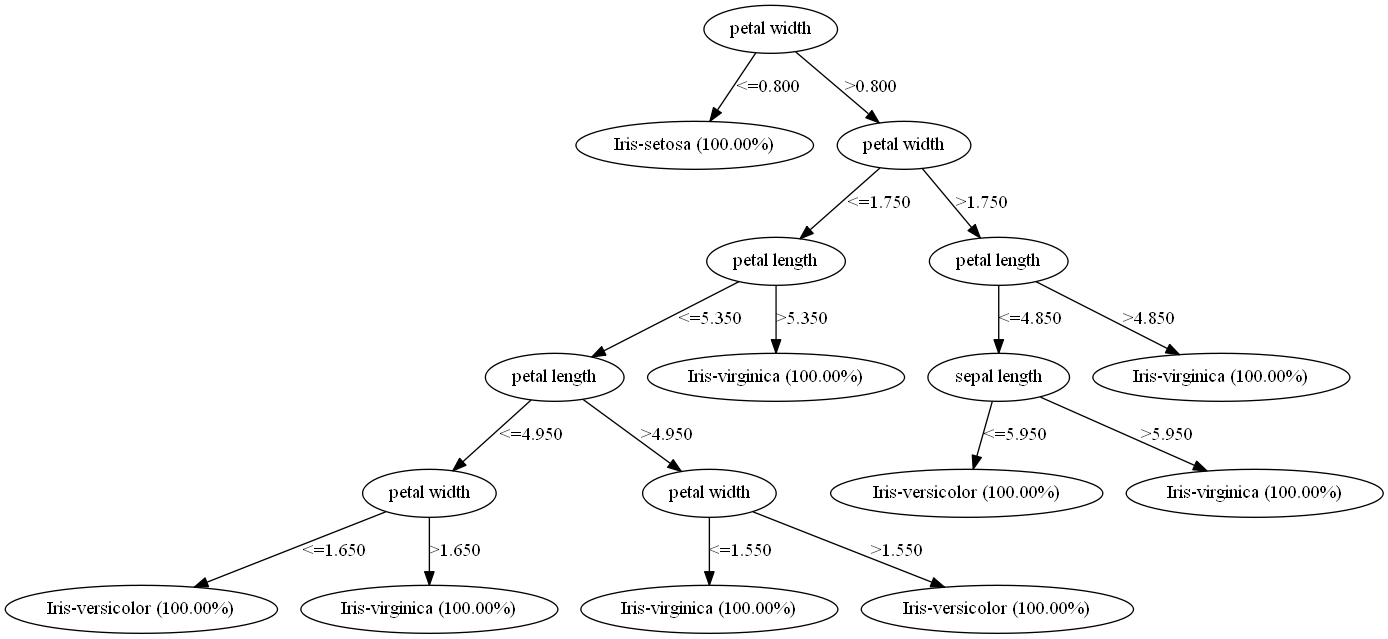 petal width
<=0.800
>0.800
Iris-setosa (100.00%)
petal width
<=1.750
>1.750
petal length
petal length
<=5.350
>5.350
<=4.850
>4.850
petal length
Iris-virginica (100.00%)
sepal length
Iris-virginica (100.00%)
<=4.950
>4.950
<=5.950
>5.950
petal width
petal width
Iris-versicolor (100.00%)
Iris-virginica (100.00%)
<=1.650
>1.650
<=1.550
>1.550
Iris-versicolor (100.00%)
Iris-virginica (100.00%)
Iris-virginica (100.00%)
Iris-versicolor (100.00%)